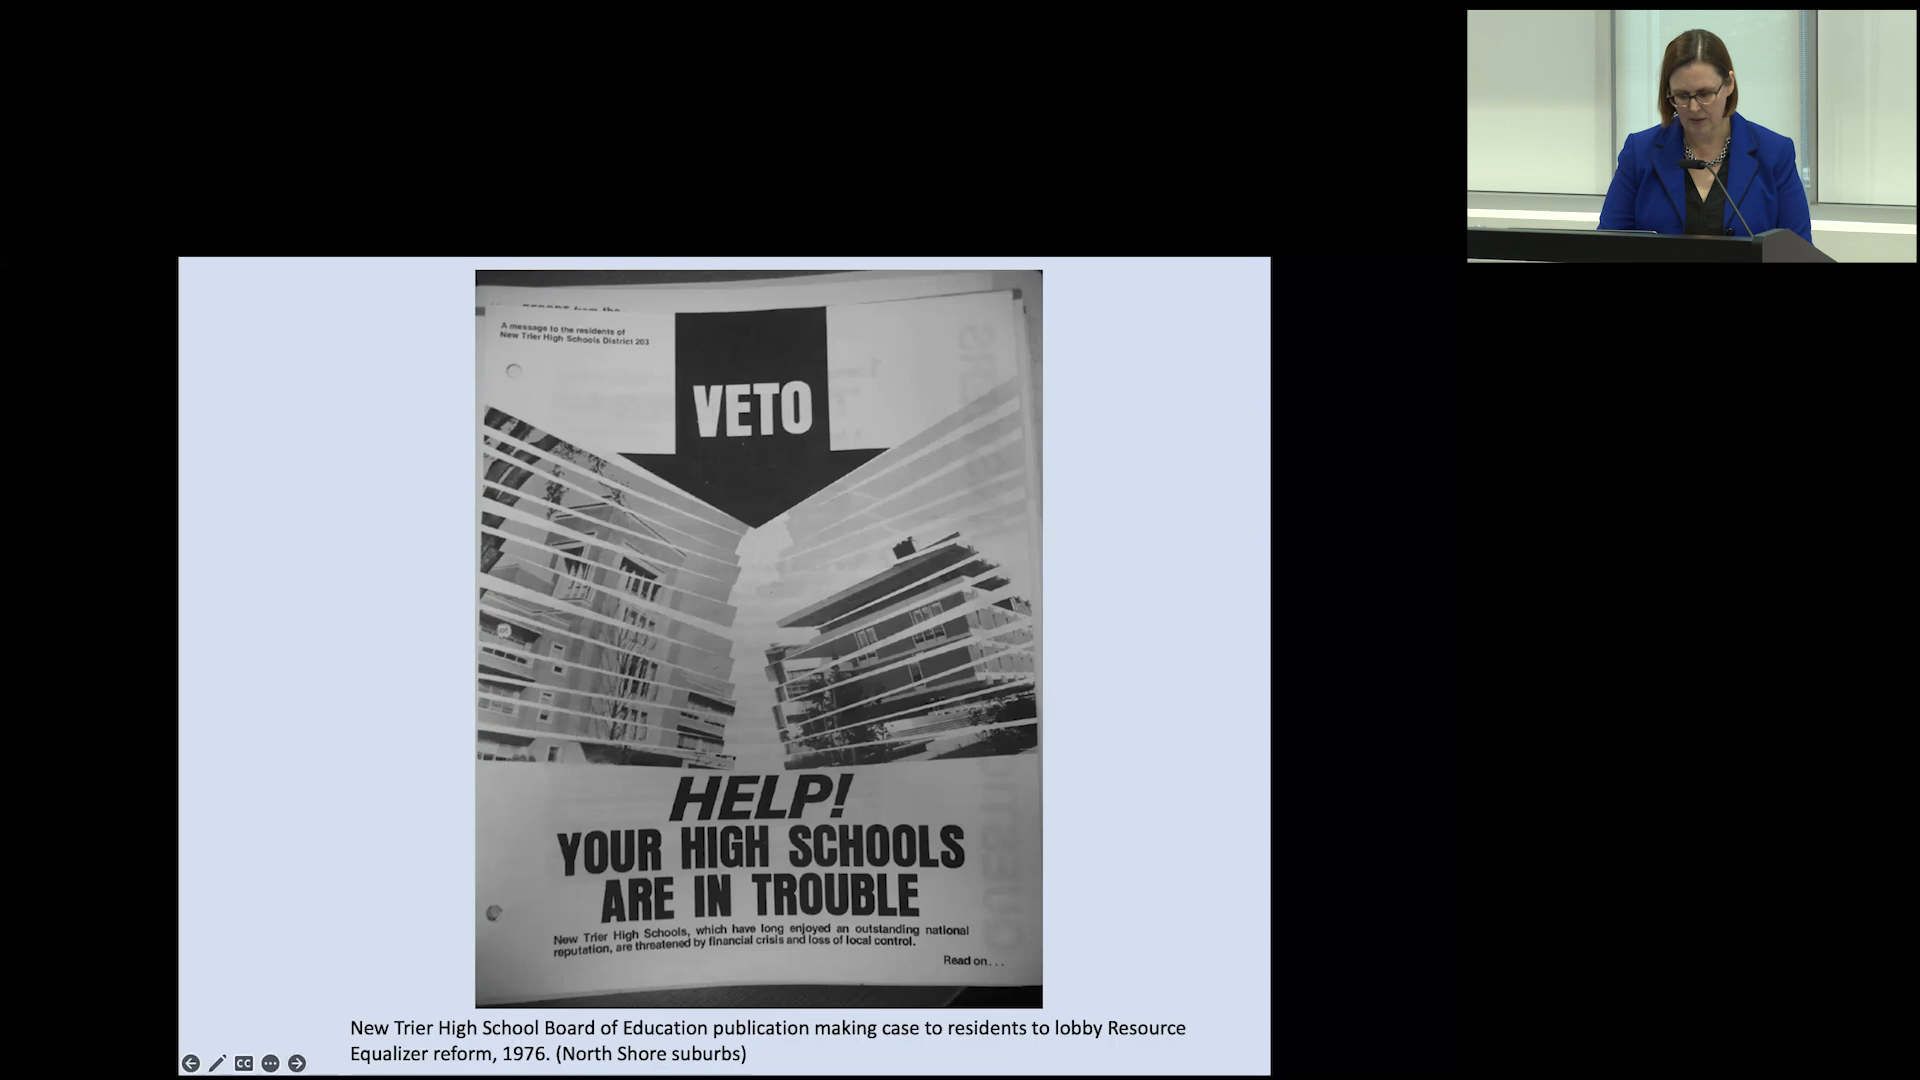 A message to the residents of
New Trier High Schools District 203
VETO
HELP!
YOUR HIGH SCHOOLS
ARE IN TROUBLE
New Trier High Schools, which have long enjoyed an outstanding national
reputation, are threatened by financial crisis and loss of local control.
Read on...
New Trier High School Board of Education publication making case to residents to lobby Resource
Equalizer reform, 1976. (North Shore suburbs)
CC